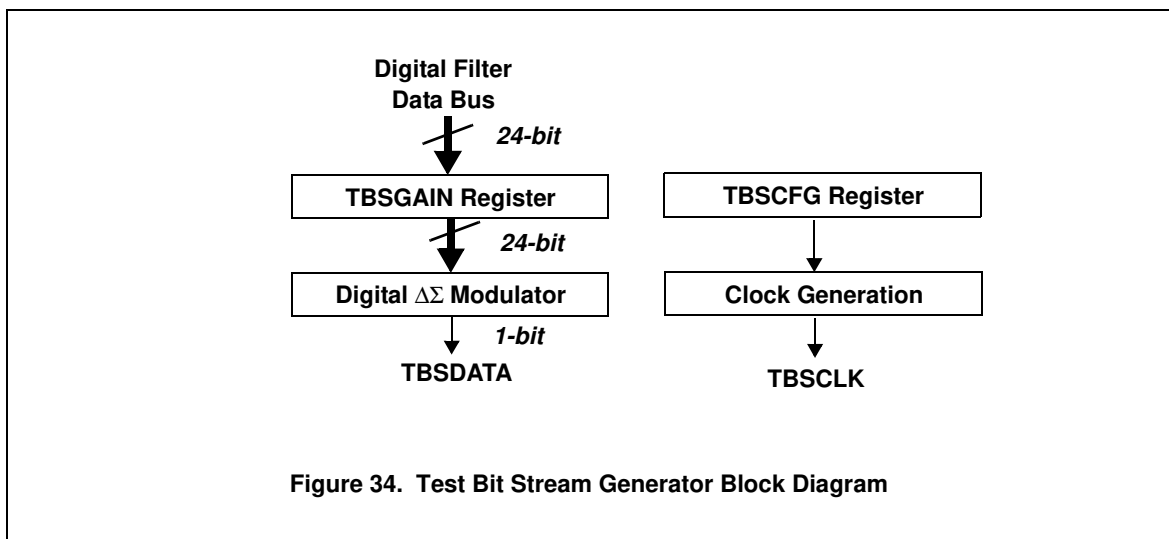 Digital Filter
Data Bus
24-bit
TBSGAIN Register
24-bit
Digital ΔΣ Modulator
1-bit
TBSDATA
TBSCFG Register
Clock Generation
TBSCLK
Figure 34. Test Bit Stream Generator Block Diagram